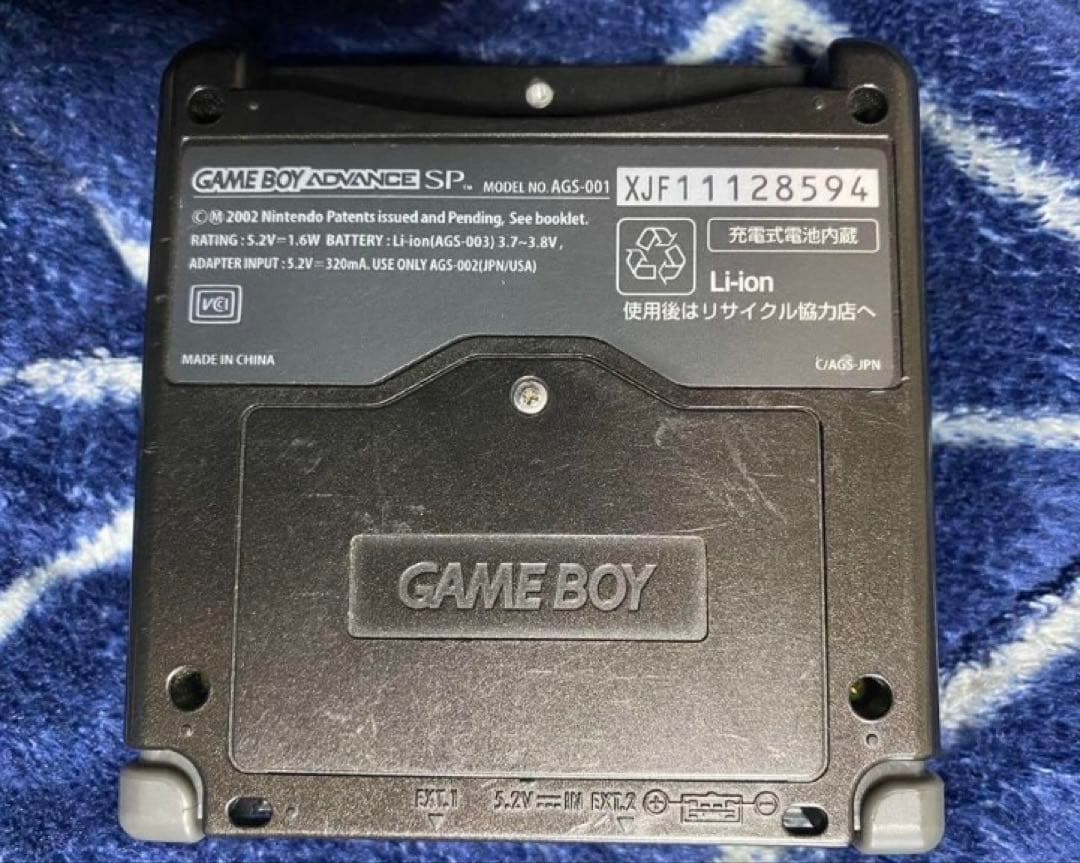 GAME BOY ADVANCE SP™ MODEL NO. AGS-001 XJF11128594
©Ⓜ 2002 Nintendo Patents issued and Pending, See booklet.
RATING : 5.2V⎓1.6W BATTERY : Li-ion(AGS-003) 3.7~3.8V ,
ADAPTER INPUT : 5.2V⎓320mA. USE ONLY AGS-002(JPN/USA)
VCI
充電式電池内蔵
Li-ion
使用後はリサイクル協力店へ
MADE IN CHINA
C/AGS-JPN
GAME BOY
EXT.1 5.2V⎓IN EXT.2